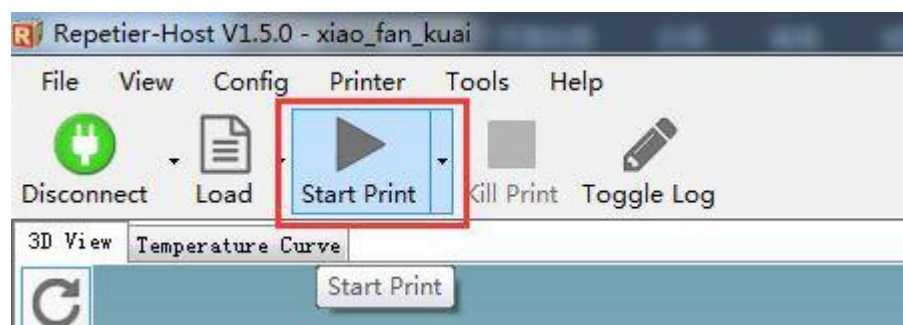 Repetier-Host V1.5.0 - xiao_fan_kuai
File View Config Printer Tools Help
Disconnect Load Start Print Kill Print Toggle Log
3D View Temperature Curve
Start Print